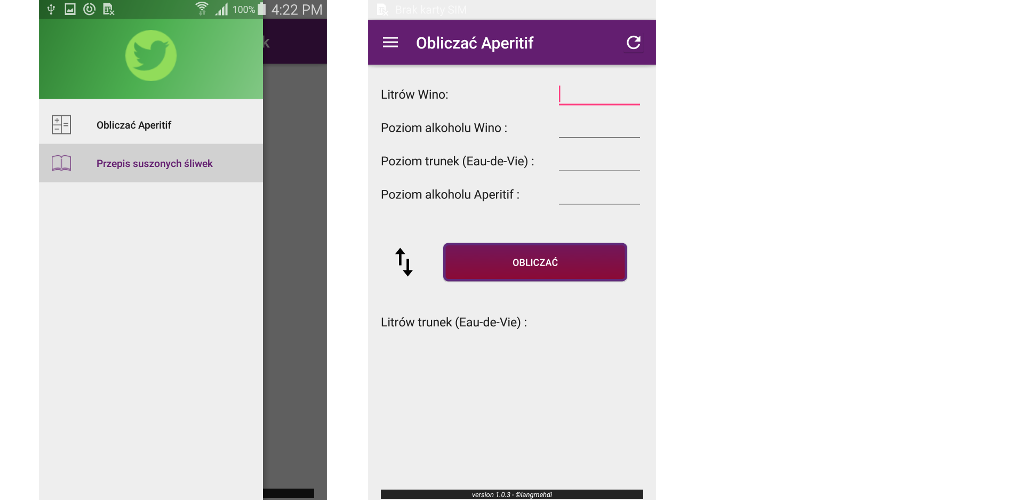 100% 4:22 PM
k
Obliczać Aperitif
Przepis suszonych śliwek
Brak karty SIM
Obliczać Aperitif
Litrów Wino:
Poziom alkoholu Wino :
Poziom trunek (Eau-de-Vie) :
Poziom alkoholu Aperitif :
OBLICZAĆ
Litrów trunek (Eau-de-Vie) :
version 1.0.3 - ©langmehdi